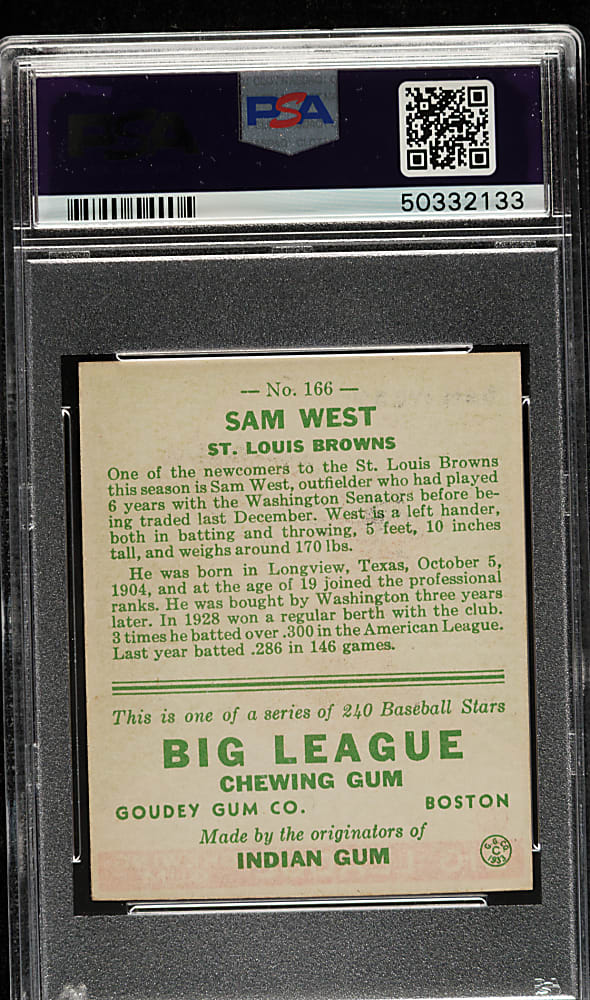 PSA
PSA
50332133
— No. 166 —
SAM WEST
ST. LOUIS BROWNS
One of the newcomers to the St. Louis Browns
this season is Sam West, outfielder who had played
6 years with the Washington Senators before be-
ing traded last December. West is a left hander,
both in batting and throwing, 5 feet, 10 inches
tall, and weighs around 170 lbs.
He was born in Longview, Texas, October 5,
1904, and at the age of 19 joined the professional
ranks. He was bought by Washington three years
later. In 1928 won a regular berth with the club.
3 times he batted over .300 in the American League.
Last year batted .286 in 146 games.
This is one of a series of 240 Baseball Stars
BIG LEAGUE
CHEWING GUM
GOUDEY GUM CO. BOSTON
Made by the originators of
INDIAN GUM
G.G.CO.
C
1933